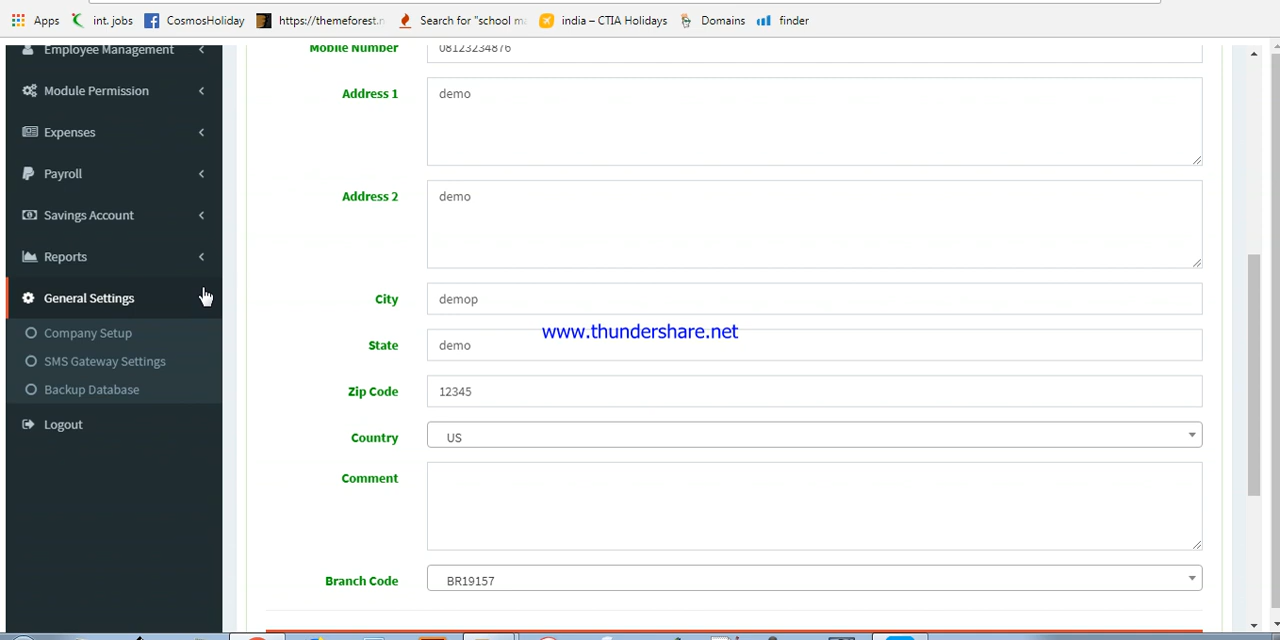 Apps int. jobs CosmosHoliday https://themeforest.n Search for "school ma india – CTIA Holidays Domains finder
Employee Management
Module Permission
Expenses
Payroll
Savings Account
Reports
General Settings
Company Setup
SMS Gateway Settings
Backup Database
Logout
Mobile Number 08123234876
Address 1 demo
Address 2 demo
City demop
www.thundershare.net
State demo
Zip Code 12345
Country US
Comment
Branch Code BR19157